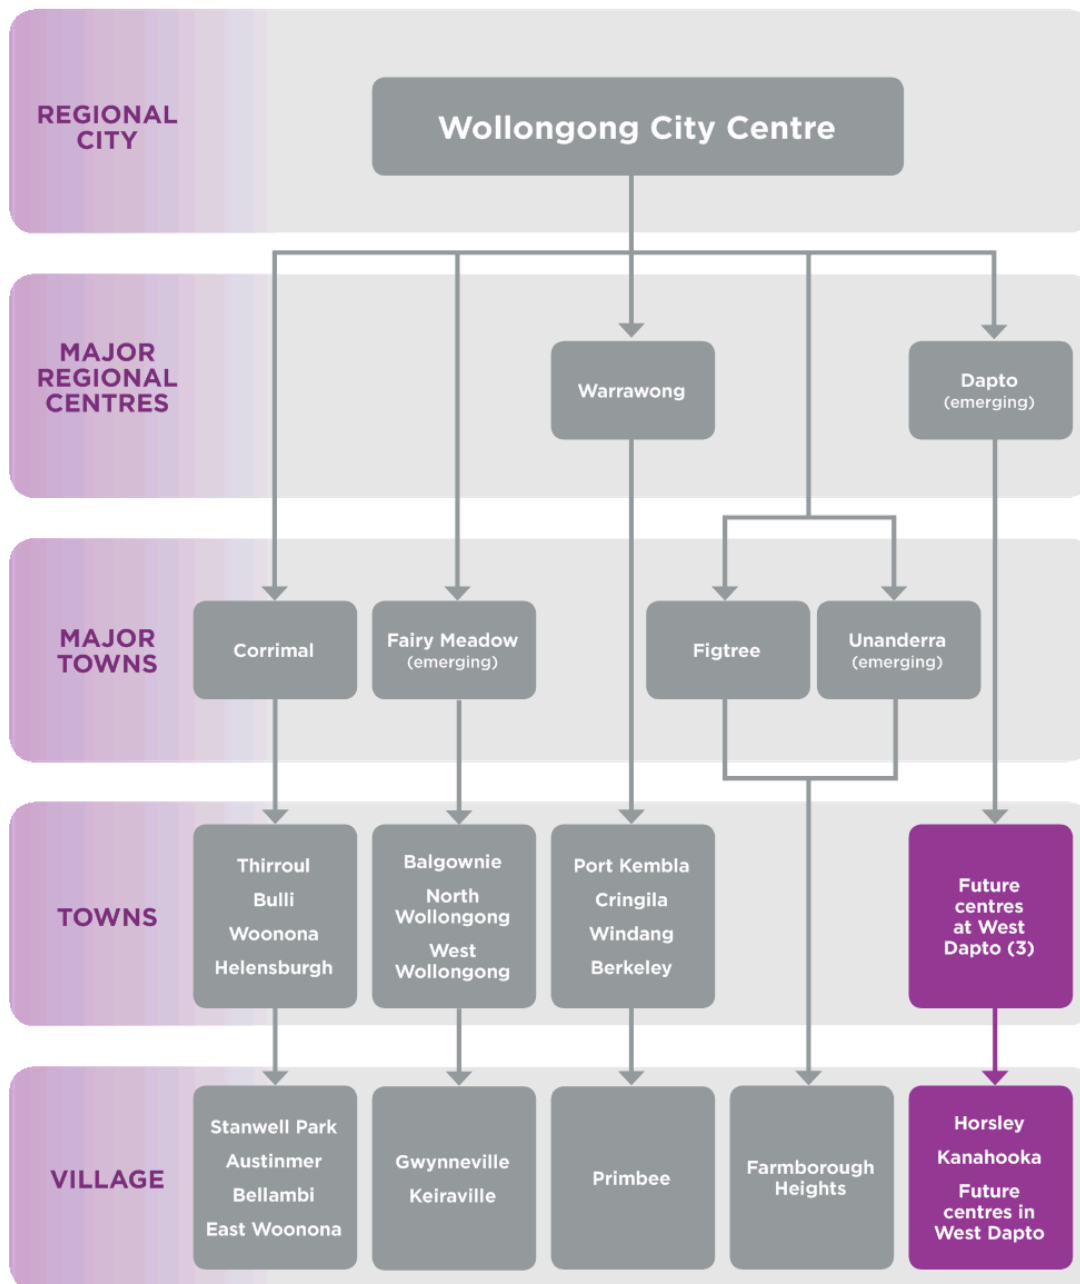 REGIONAL
CITY
Wollongong City Centre
MAJOR
REGIONAL
CENTRES
Warrawong
Dapto
(emerging)
MAJOR
TOWNS
Corrimal
Fairy Meadow
(emerging)
Figtree
Unanderra
(emerging)
TOWNS
Thirroul
Bulli
Woonona
Helensburgh
Balgownie
North
Wollongong
West
Wollongong
Port Kembla
Cringila
Windang
Berkeley
Future
centres
at West
Dapto (3)
VILLAGE
Stanwell Park
Austinmer
Bellambi
East Woonona
Gwynneville
Keiraville
Primbee
Farmborough
Heights
Horsley
Kanahooka
Future
centres in
West Dapto